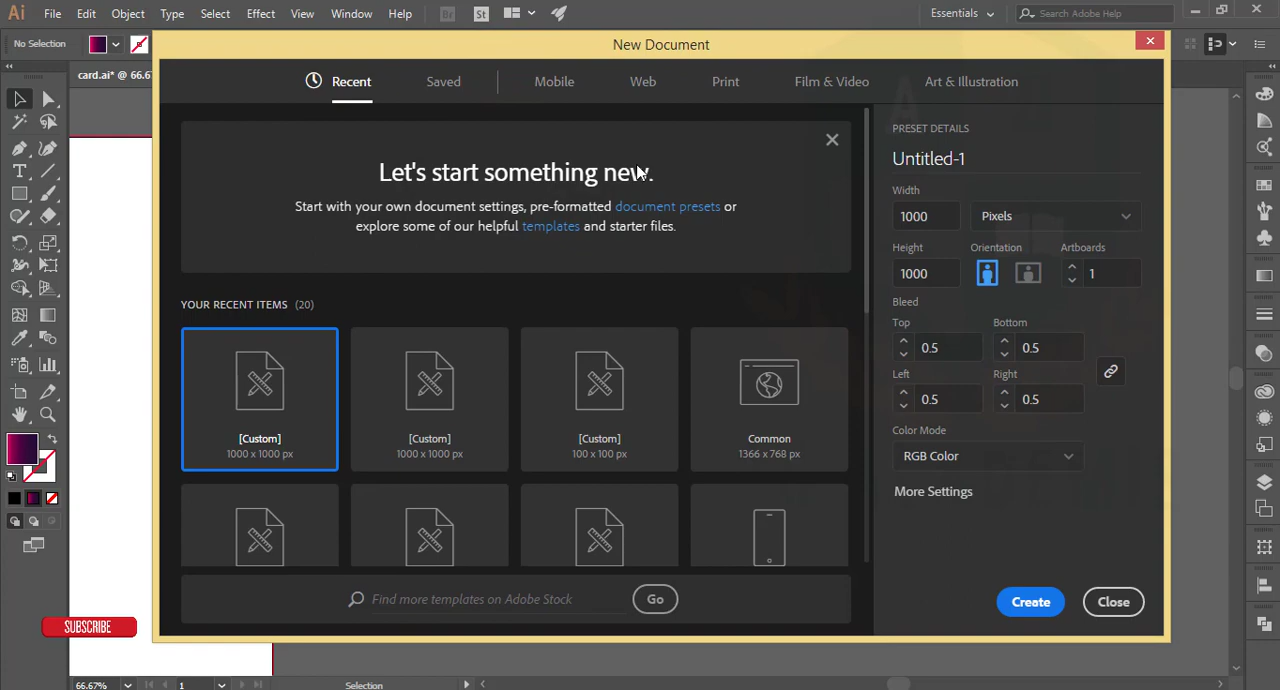 Ai File Edit Object Type Select Effect View Window Help Br St Essentials Search Adobe Help
No Selection
card.ai* @ 66.6
New Document
Recent Saved Mobile Web Print Film & Video Art & Illustration
Let's start something new.
Start with your own document settings, pre-formatted document presets or
explore some of our helpful templates and starter files.
YOUR RECENT ITEMS (20)
[Custom]
1000 x 1000 px
[Custom]
1000 x 1000 px
[Custom]
100 x 100 px
Common
1366 x 768 px
Find more templates on Adobe Stock Go
PRESET DETAILS
Untitled-1
Width
1000 Pixels
Height Orientation Artboards
1000 1
Bleed
Top Bottom
0.5 0.5
Left Right
0.5 0.5
Color Mode
RGB Color
More Settings
Create Close
SUBSCRIBE
66.67% 1 Selection